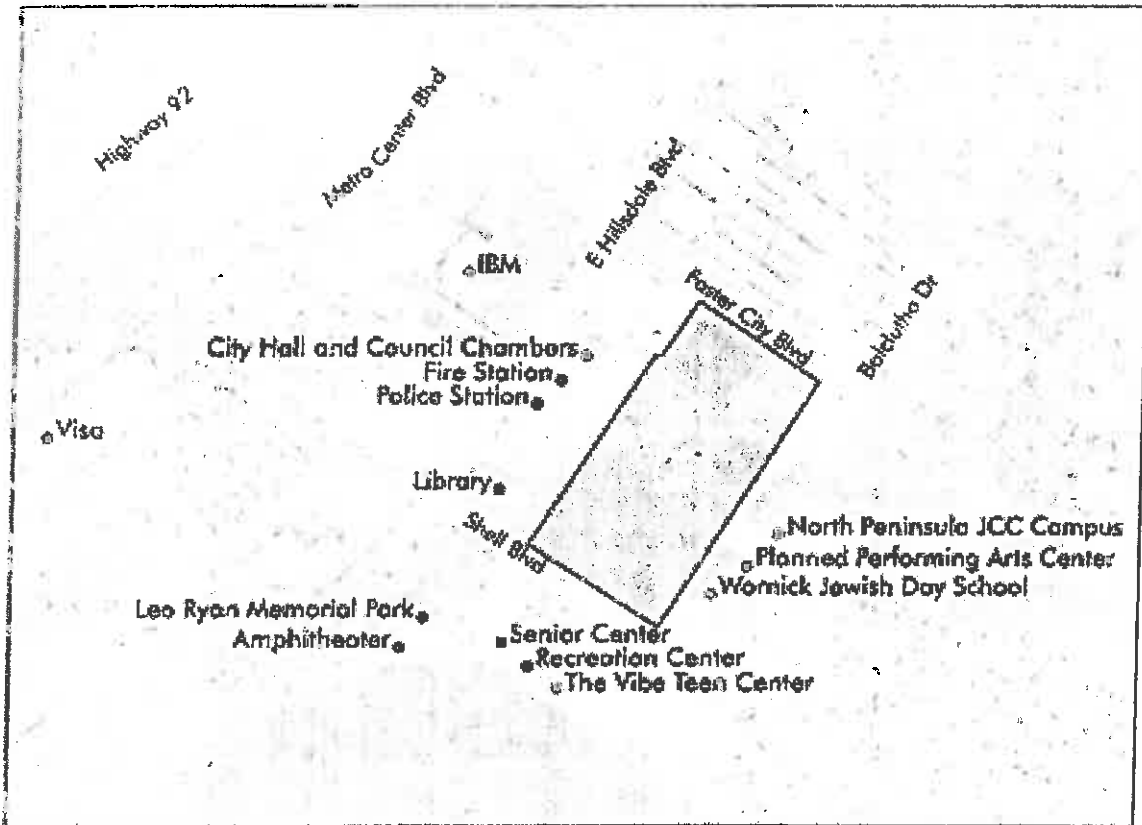 Highway 92
Metro Center Blvd
E Hillsdale Blvd
IBM
Foster City Blvd
Balclutha Dr
City Hall and Council Chambers
Fire Station
Police Station
Visa
Library
Shell Blvd
North Peninsula JCC Campus
Planned Performing Arts Center
Wornick Jewish Day School
Leo Ryan Memorial Park
Amphitheater
Senior Center
Recreation Center
The Vibe Teen Center